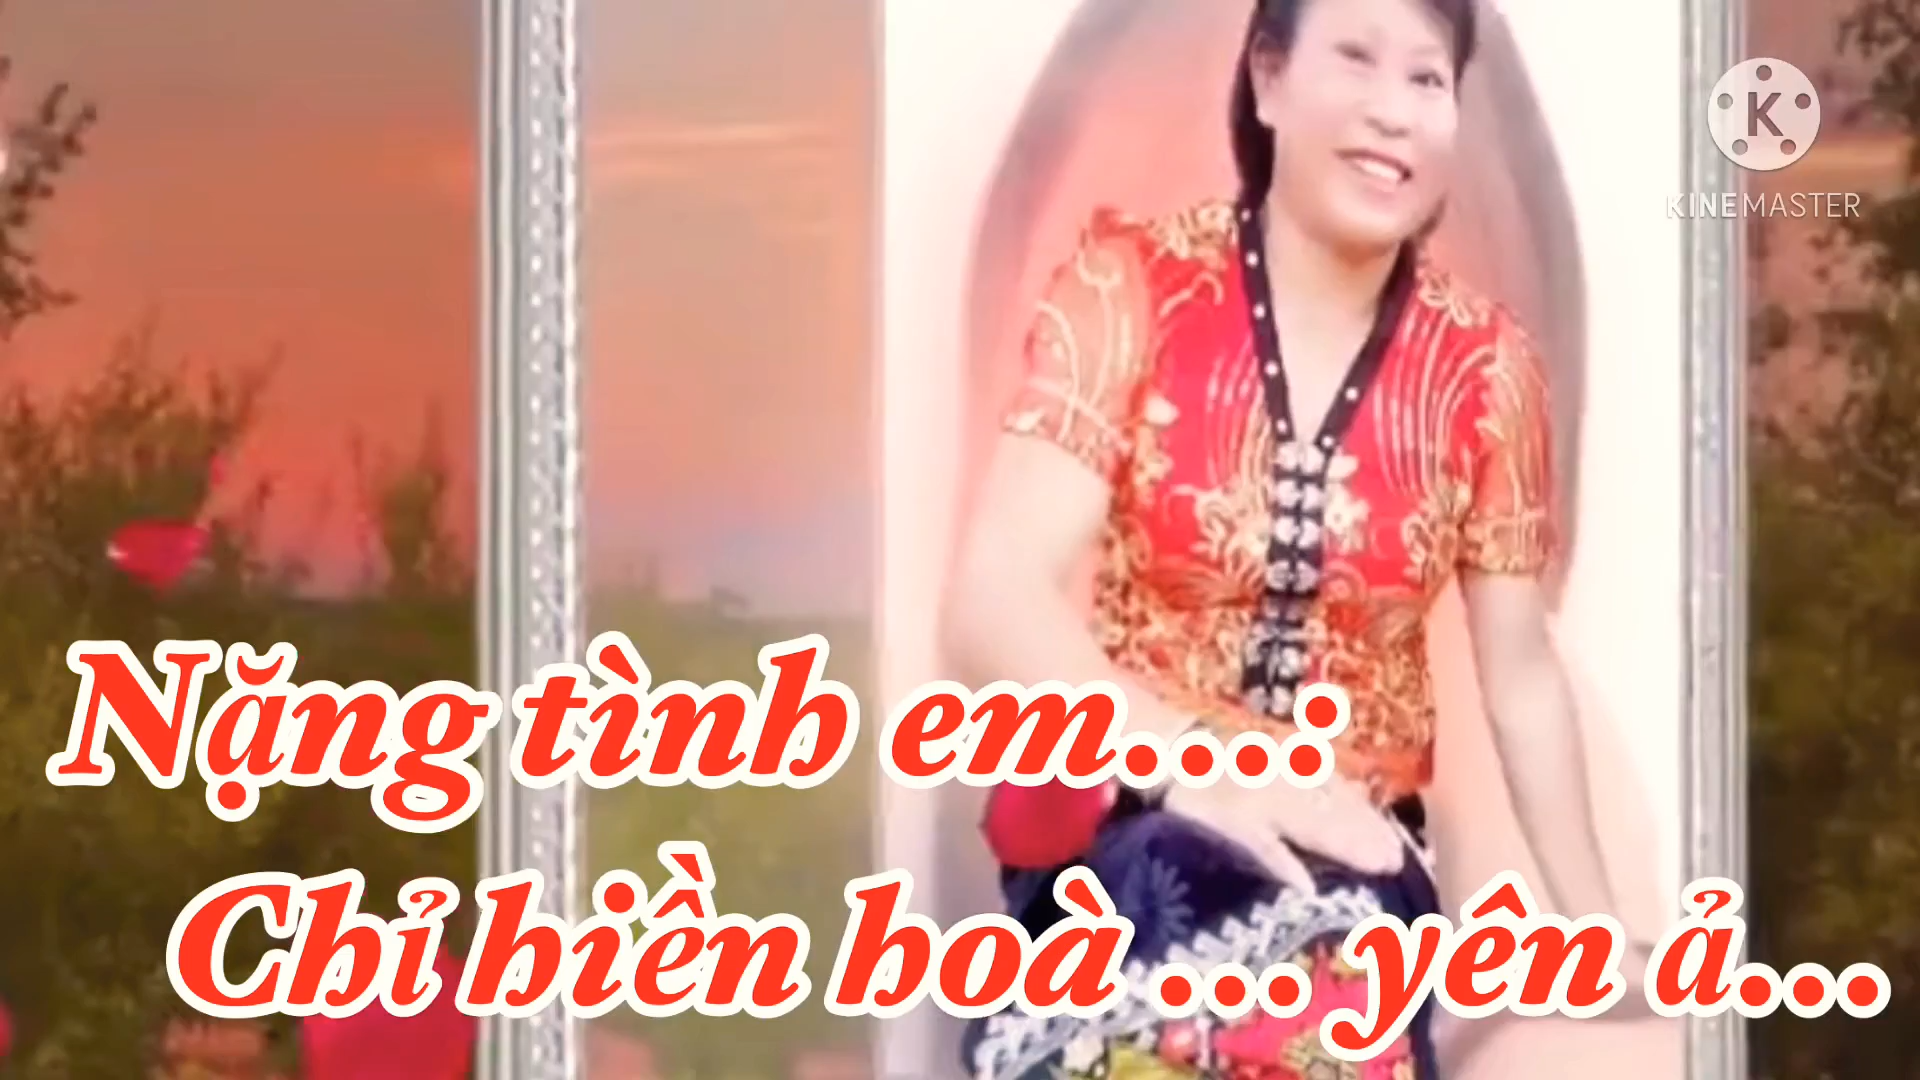 K
KINEMASTER
Nặng tình em....:
Chỉ hiền hoà ... yên ả...